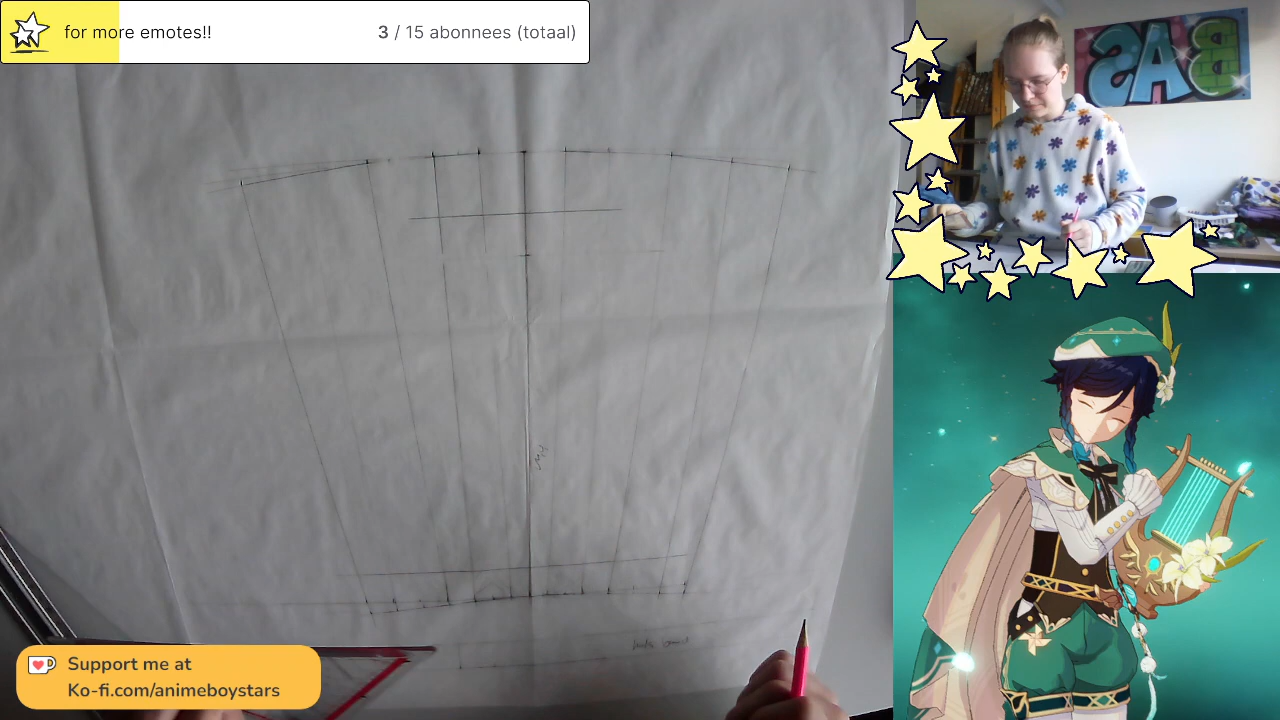 for more emotes!!
3 / 15 abonnees (totaal)
BAS
Support me at
Ko-fi.com/animeboystars